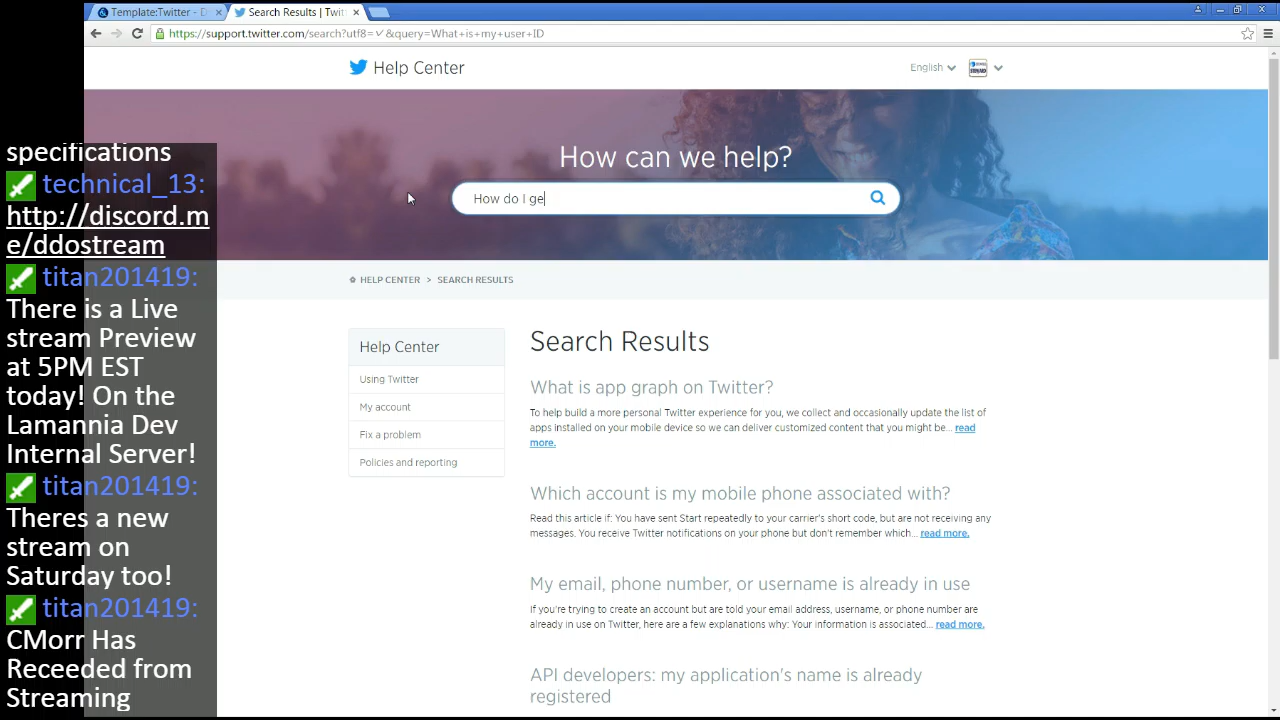 Template:Twitter - D
Search Results | Twitt
https://support.twitter.com/search?utf8=✓&query=What+is+my+user+ID
Help Center
English
How can we help?
How do I ge
HELP CENTER > SEARCH RESULTS
Help Center
Using Twitter
My account
Fix a problem
Policies and reporting
Search Results
What is app graph on Twitter?
To help build a more personal Twitter experience for you, we collect and occasionally update the list of
apps installed on your mobile device so we can deliver customized content that you might be... read
more.
Which account is my mobile phone associated with?
Read this article if: You have sent Start repeatedly to your carrier's short code, but are not receiving any
messages. You receive Twitter notifications on your phone but don't remember which... read more.
My email, phone number, or username is already in use
If you're trying to create an account but are told your email address, username, or phone number are
already in use on Twitter, here are a few explanations why: Your information is associated... read more.
API developers: my application's name is already
registered
specifications
technical_13:
http://discord.m
e/ddostream
titan201419:
There is a Live
stream Preview
at 5PM EST
today! On the
Lamannia Dev
Internal Server!
titan201419:
Theres a new
stream on
Saturday too!
titan201419:
CMorr Has
Receeded from
Streaming